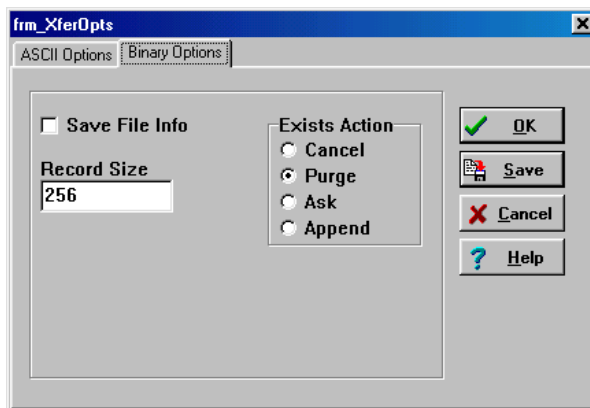 frm_XferOpts
ASCII Options
Binary Options
Save File Info
Record Size
256
Exists Action
Cancel
Purge
Ask
Append
OK
Save
Cancel
Help